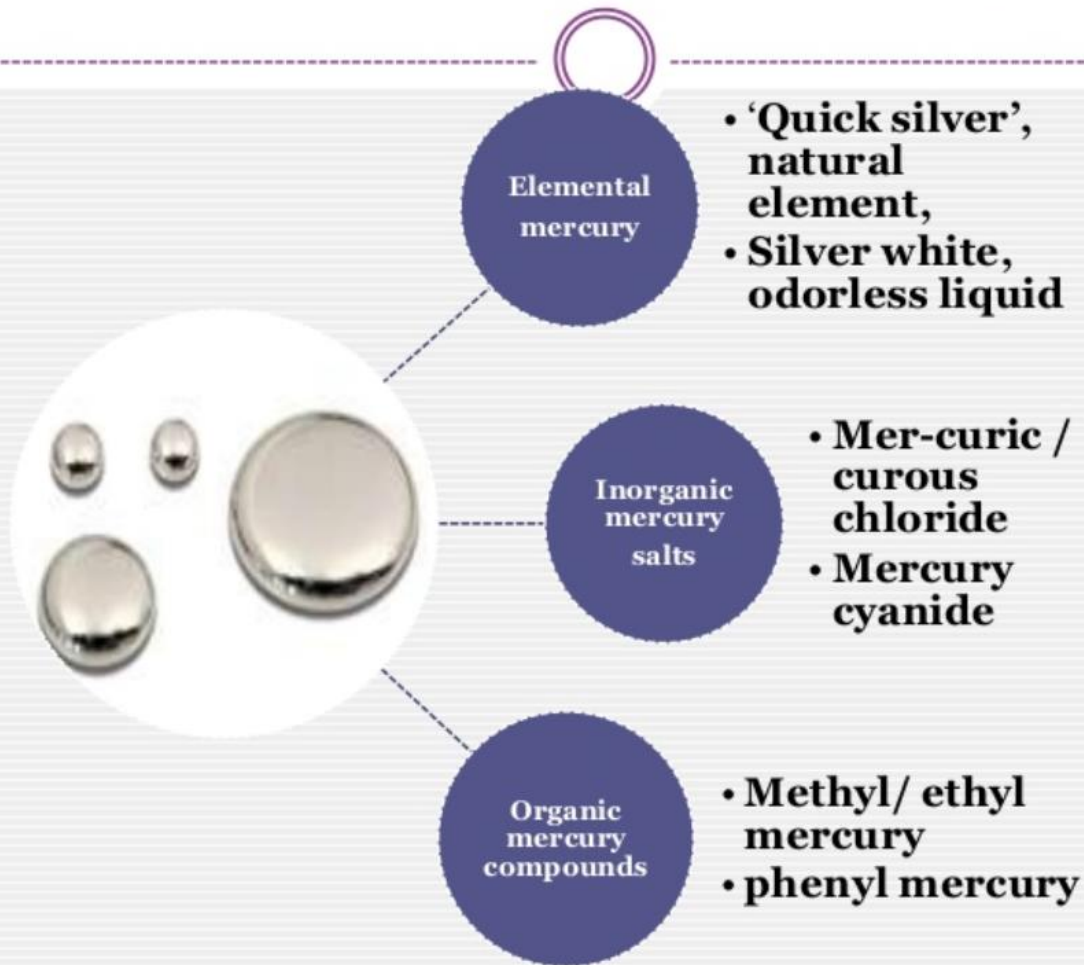 Elemental
mercury
• ‘Quick silver’,
natural
element,
• Silver white,
odorless liquid
Inorganic
mercury
salts
• Mer-curic /
curous
chloride
• Mercury
cyanide
Organic
mercury
compounds
• Methyl/ ethyl
mercury
• phenyl mercury